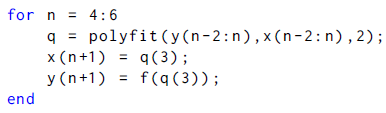 for n = 4:6
    q = polyfit(y(n-2:n),x(n-2:n),2);
    x(n+1) = q(3);
    y(n+1) = f(q(3));
end